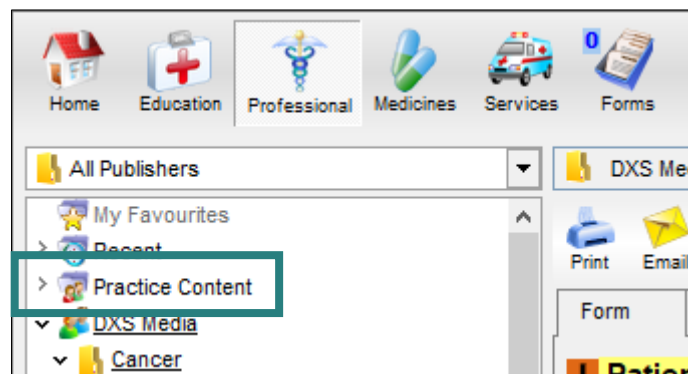 0
Home Education Professional Medicines Services Forms
All Publishers
DXS Me
My Favourites
Recent
Print Email
Practice Content
Form
DXS Media
Cancer
! Patien